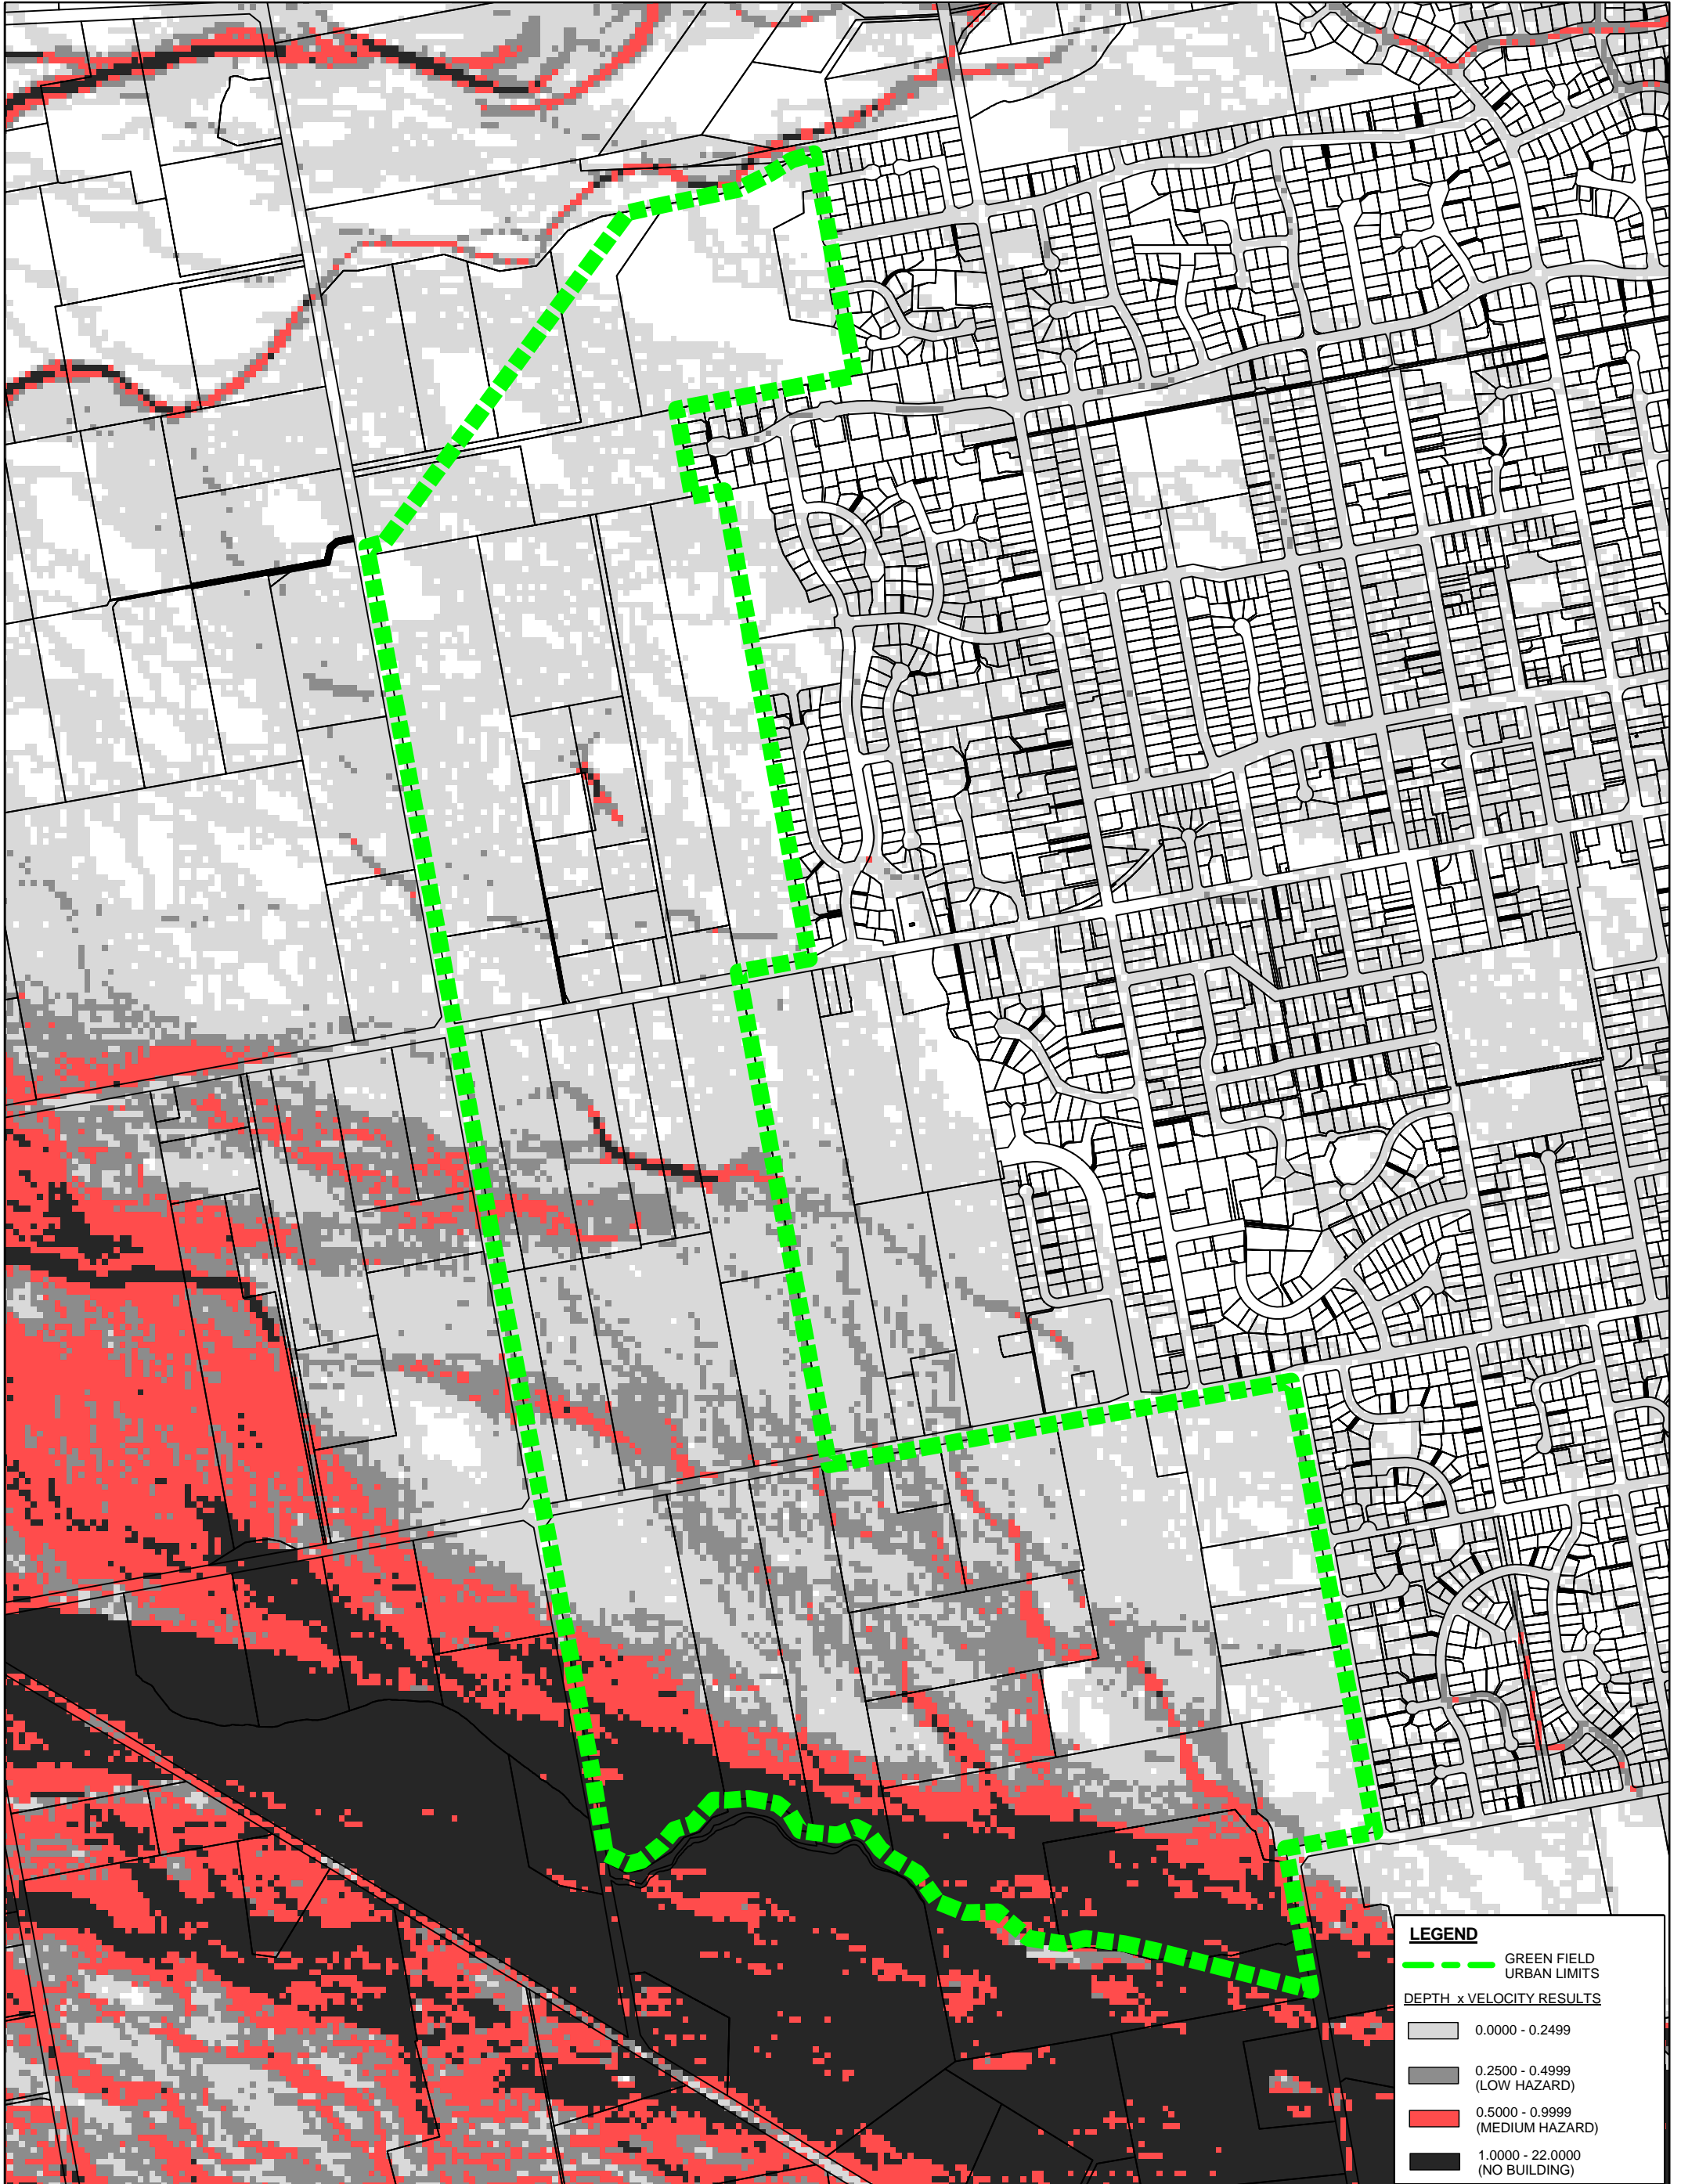 LEGEND
GREEN FIELD
URBAN LIMITS
DEPTH x VELOCITY RESULTS
0.0000 - 0.2499
0.2500 - 0.4999
(LOW HAZARD)
0.5000 - 0.9999
(MEDIUM HAZARD)
1.0000 - 22.0000
(NO BUILDING)